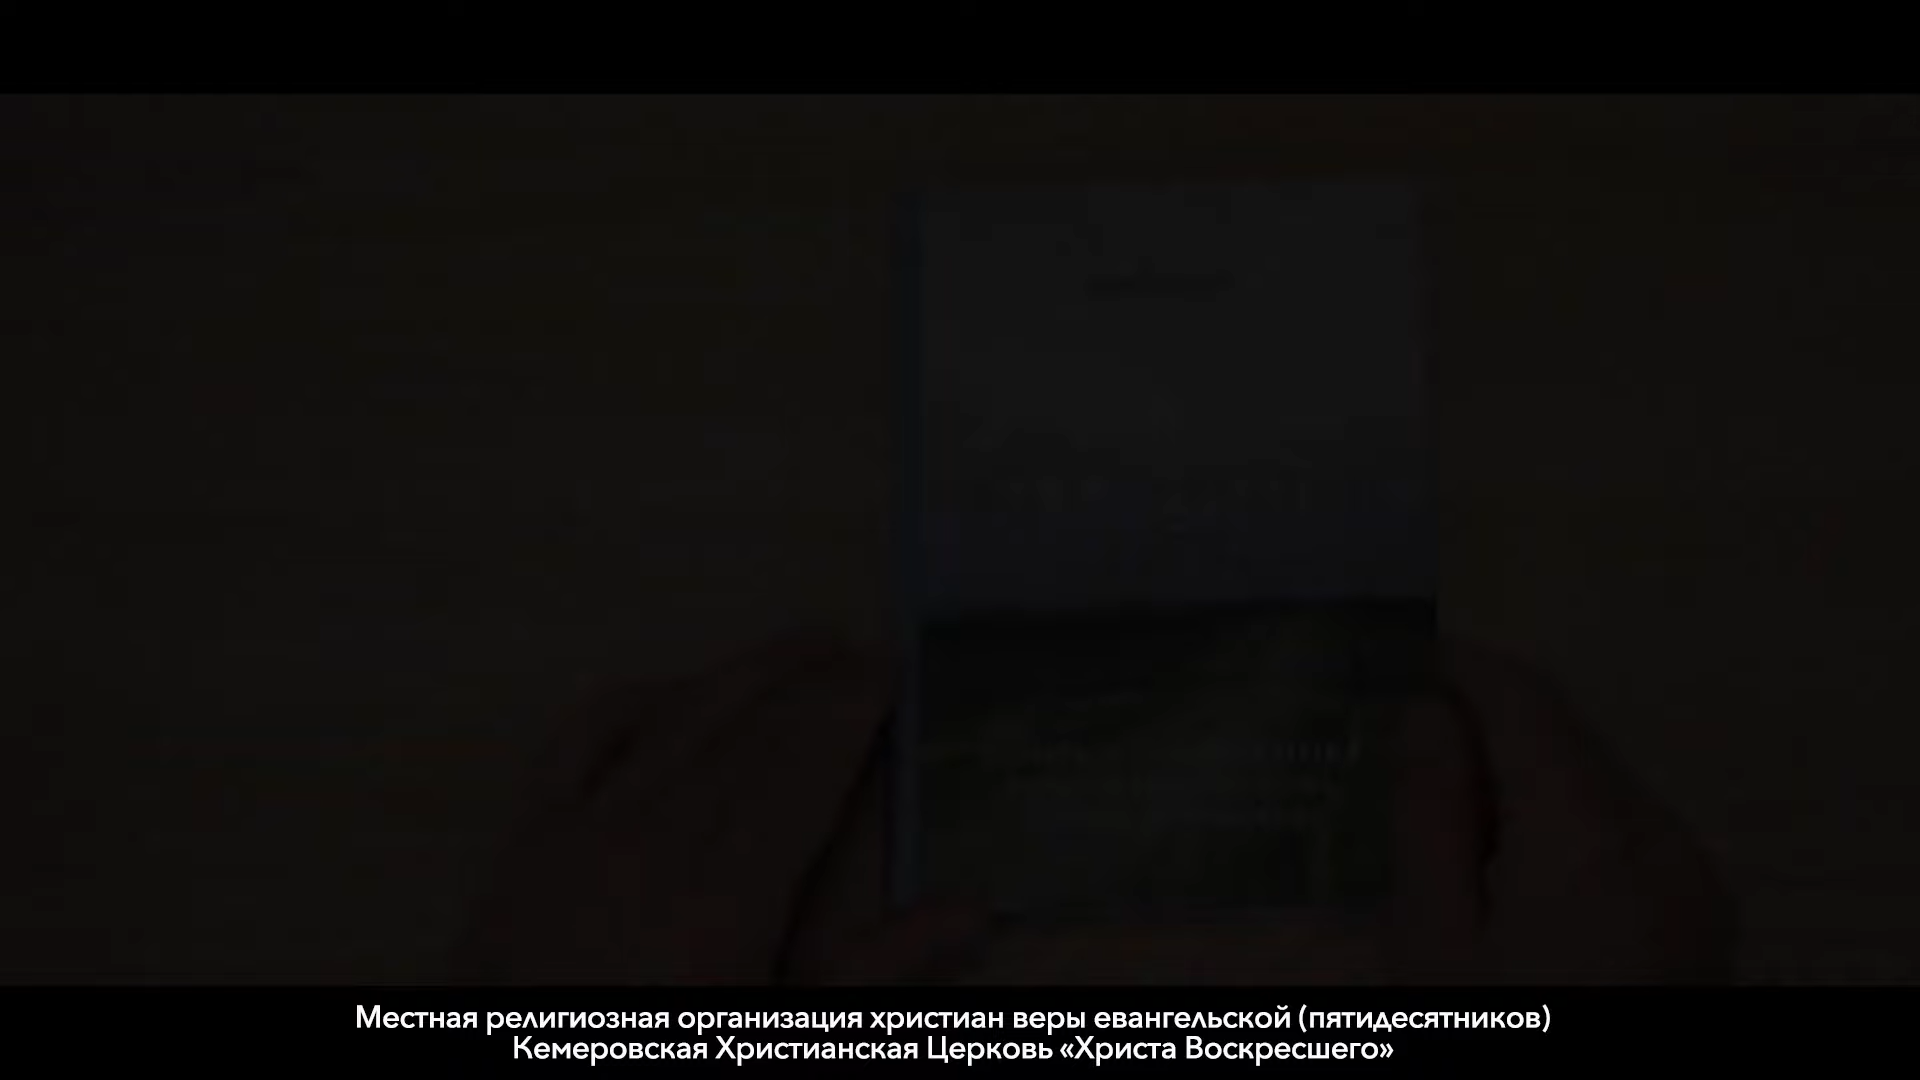 Местная религиозная организация христиан веры евангельской (пятидесятников)
Кемеровская Христианская Церковь «Христа Воскресшего»